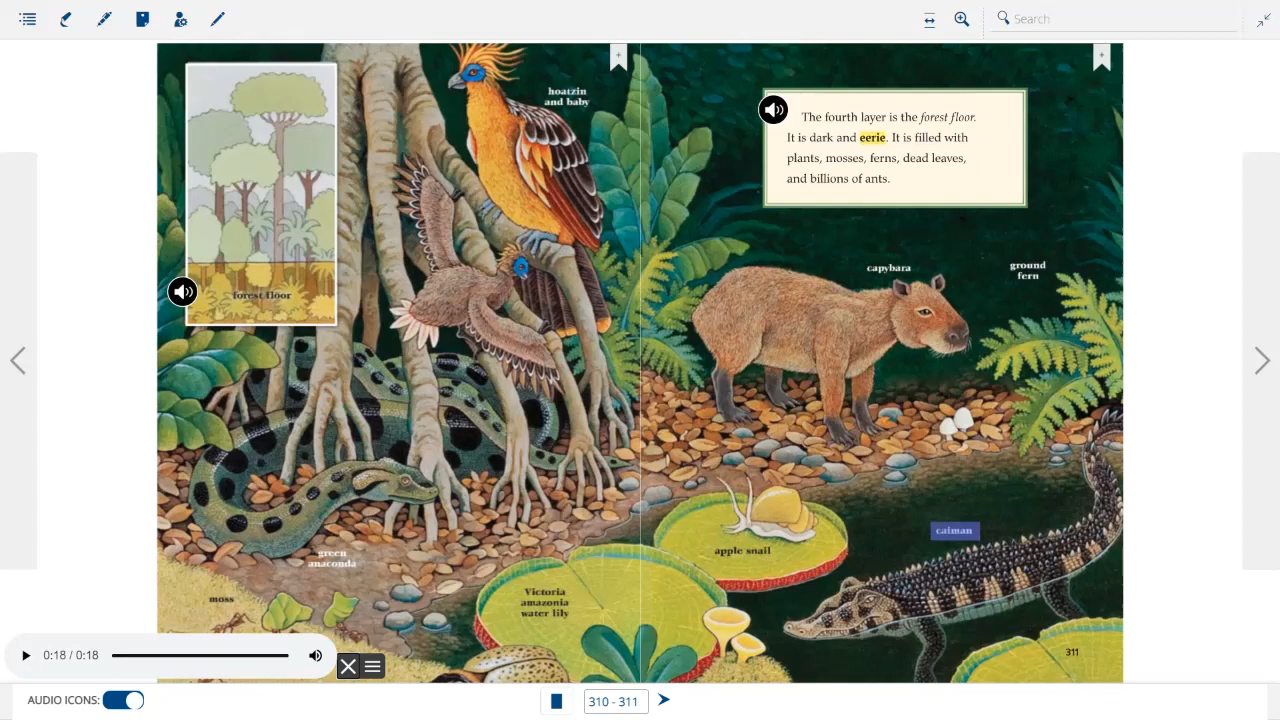 Search
hoatzin
and baby
The fourth layer is the forest floor.
It is dark and eerie. It is filled with
plants, mosses, ferns, dead leaves,
and billions of ants.
capybara
ground
fern
forest floor
caiman
apple snail
green
anaconda
Victoria
amazonia
water lily
moss
311
0:18 / 0:18
AUDIO ICONS:
310 - 311